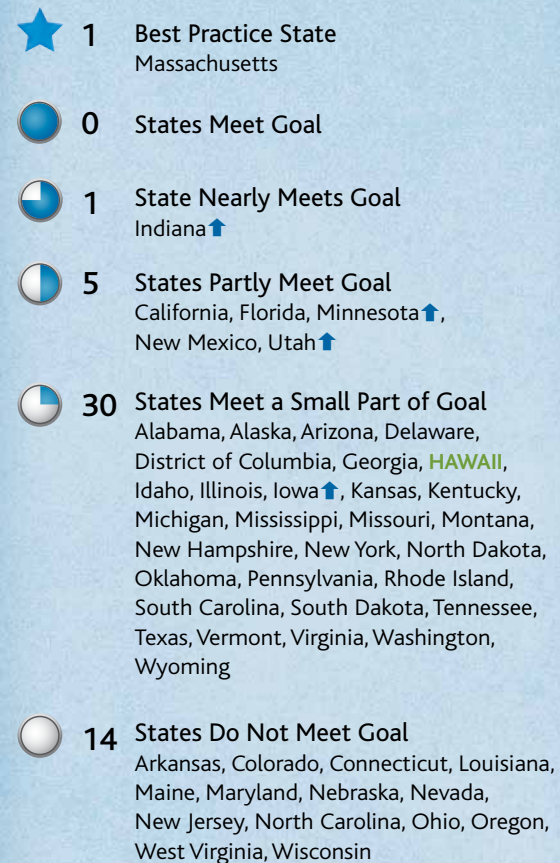 1 Best Practice State
Massachusetts
0 States Meet Goal
1 State Nearly Meets Goal
Indiana⬆
5 States Partly Meet Goal
California, Florida, Minnesota⬆,
New Mexico, Utah⬆
30 States Meet a Small Part of Goal
Alabama, Alaska, Arizona, Delaware,
District of Columbia, Georgia, HAWAII,
Idaho, Illinois, Iowa⬆, Kansas, Kentucky,
Michigan, Mississippi, Missouri, Montana,
New Hampshire, New York, North Dakota,
Oklahoma, Pennsylvania, Rhode Island,
South Carolina, South Dakota, Tennessee,
Texas, Vermont, Virginia, Washington,
Wyoming
14 States Do Not Meet Goal
Arkansas, Colorado, Connecticut, Louisiana,
Maine, Maryland, Nebraska, Nevada,
New Jersey, North Carolina, Ohio, Oregon,
West Virginia, Wisconsin